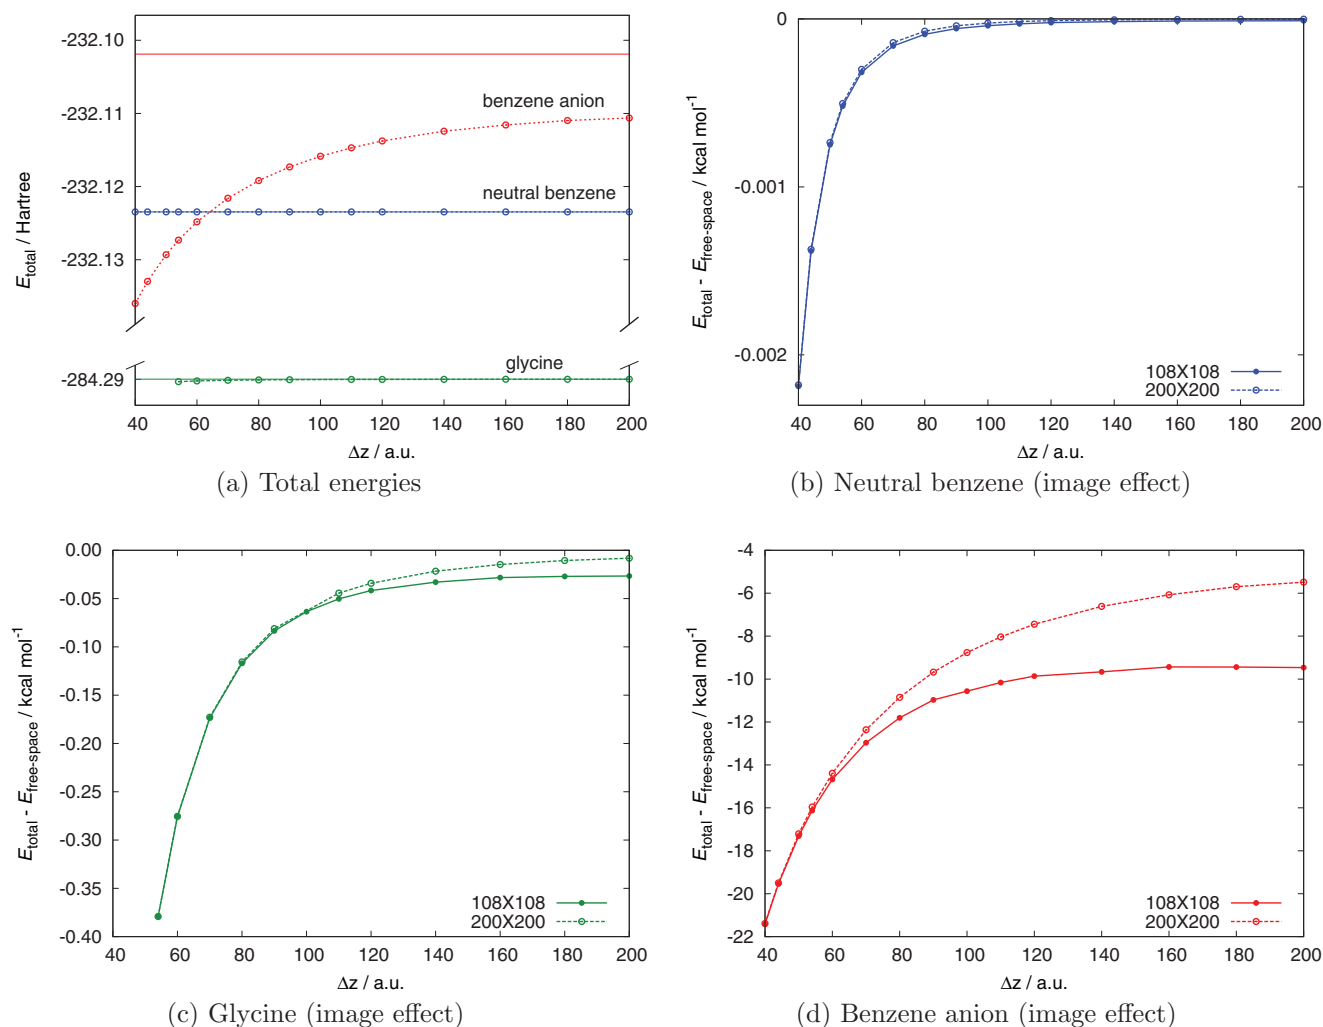 -232.10
-232.11
-232.12
-232.13
-284.29
E_total / Hartree
benzene anion
neutral benzene
glycine
40 60 80 100 120 140 160 180 200
Δz / a.u.
(a) Total energies
0
-0.001
-0.002
E_total - E_free-space / kcal mol⁻¹
108X108
200X200
40 60 80 100 120 140 160 180 200
Δz / a.u.
(b) Neutral benzene (image effect)
0.00
-0.05
-0.10
-0.15
-0.20
-0.25
-0.30
-0.35
-0.40
E_total - E_free-space / kcal mol⁻¹
108X108
200X200
40 60 80 100 120 140 160 180 200
Δz / a.u.
(c) Glycine (image effect)
-4
-6
-8
-10
-12
-14
-16
-18
-20
-22
E_total - E_free-space / kcal mol⁻¹
108X108
200X200
40 60 80 100 120 140 160 180 200
Δz / a.u.
(d) Benzene anion (image effect)